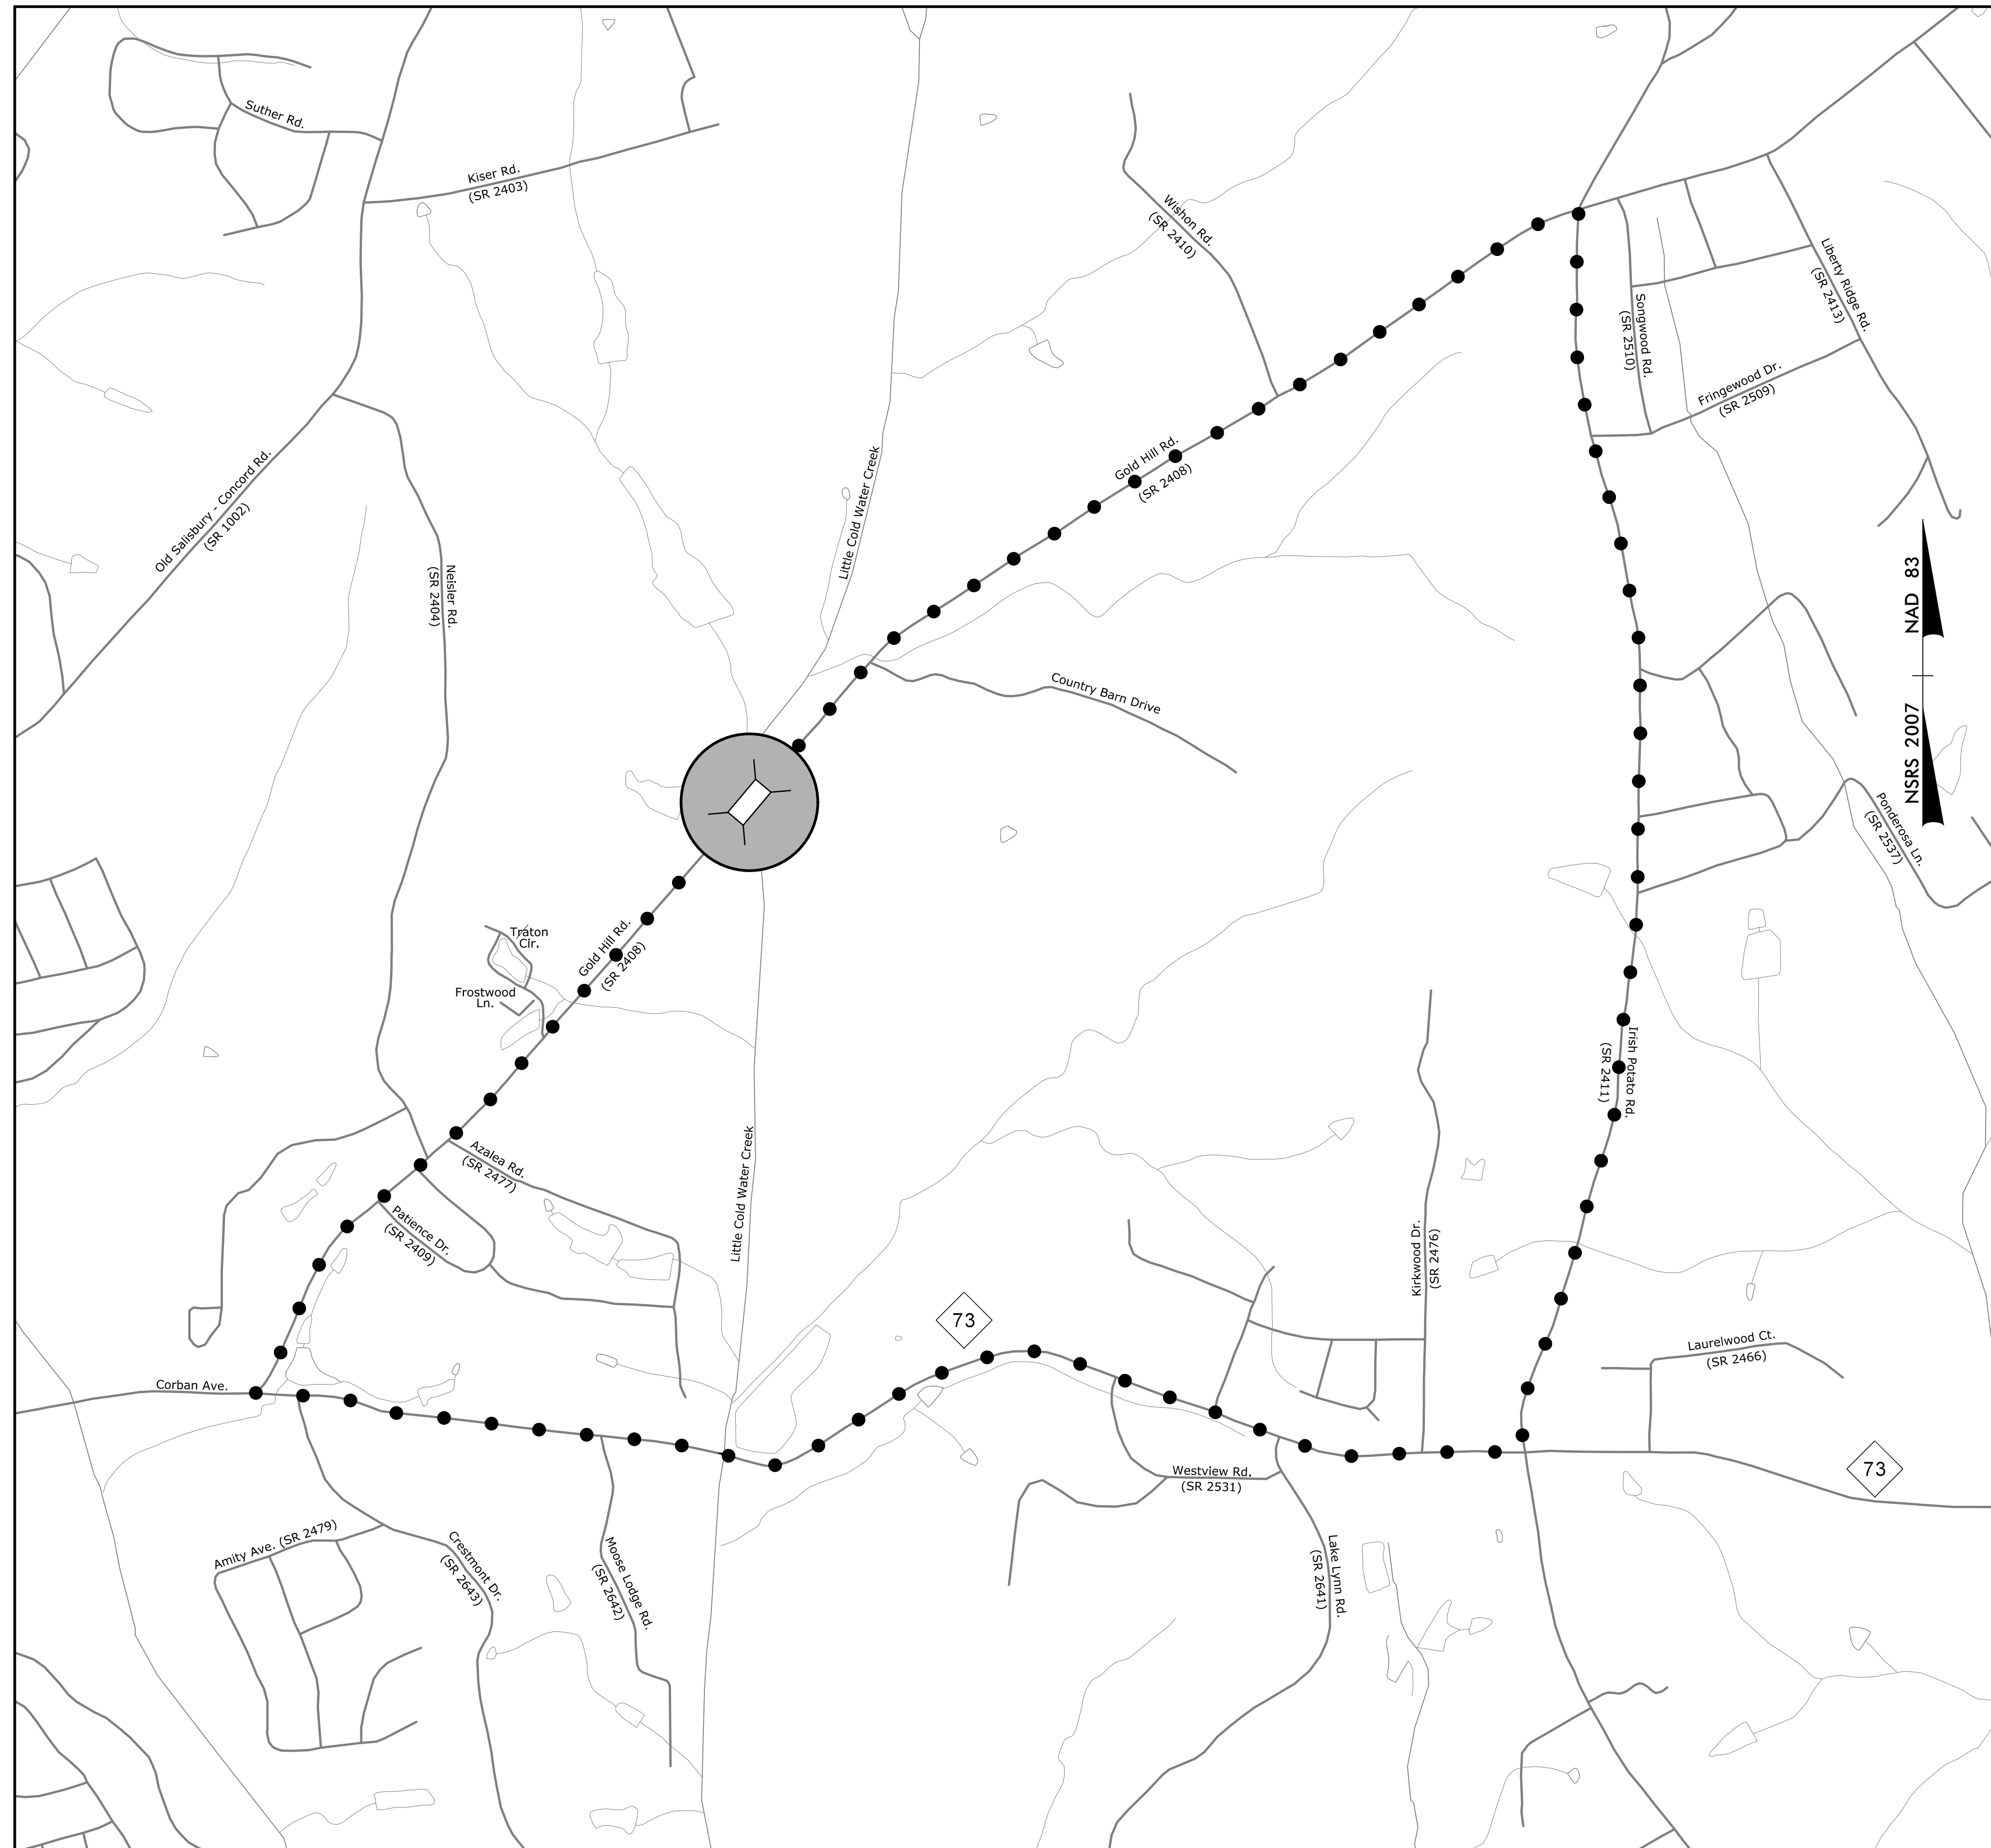 Suther Rd.
Kiser Rd.
(SR 2403)
Wishon Rd.
(SR 2410)
Liberty Ridge Rd.
(SR 2413)
Songwood Rd.
(SR 2510)
Fringewood Dr.
(SR 2509)
Old Salisbury - Concord Rd.
(SR 1002)
Neisler Rd.
(SR 2404)
Little Cold Water Creek
Gold Hill Rd.
(SR 2408)
NAD 83
NSRS 2007
Country Barn Drive
Ponderosa Ln.
(SR 2537)
Traton
Cir.
Gold Hill Rd.
(SR 2408)
Frostwood
Ln.
Irish Potato Rd.
(SR 2411)
Azalea Rd.
(SR 2477)
Patience Dr.
(SR 2409)
Little Cold Water Creek
Kirkwood Dr.
(SR 2476)
73
Laurelwood Ct.
(SR 2466)
Corban Ave.
Westview Rd.
(SR 2531)
73
Amity Ave. (SR 2479)
Crestmont Dr.
(SR 2643)
Moose Lodge Rd.
(SR 2642)
Lake Lynn Rd.
(SR 2641)